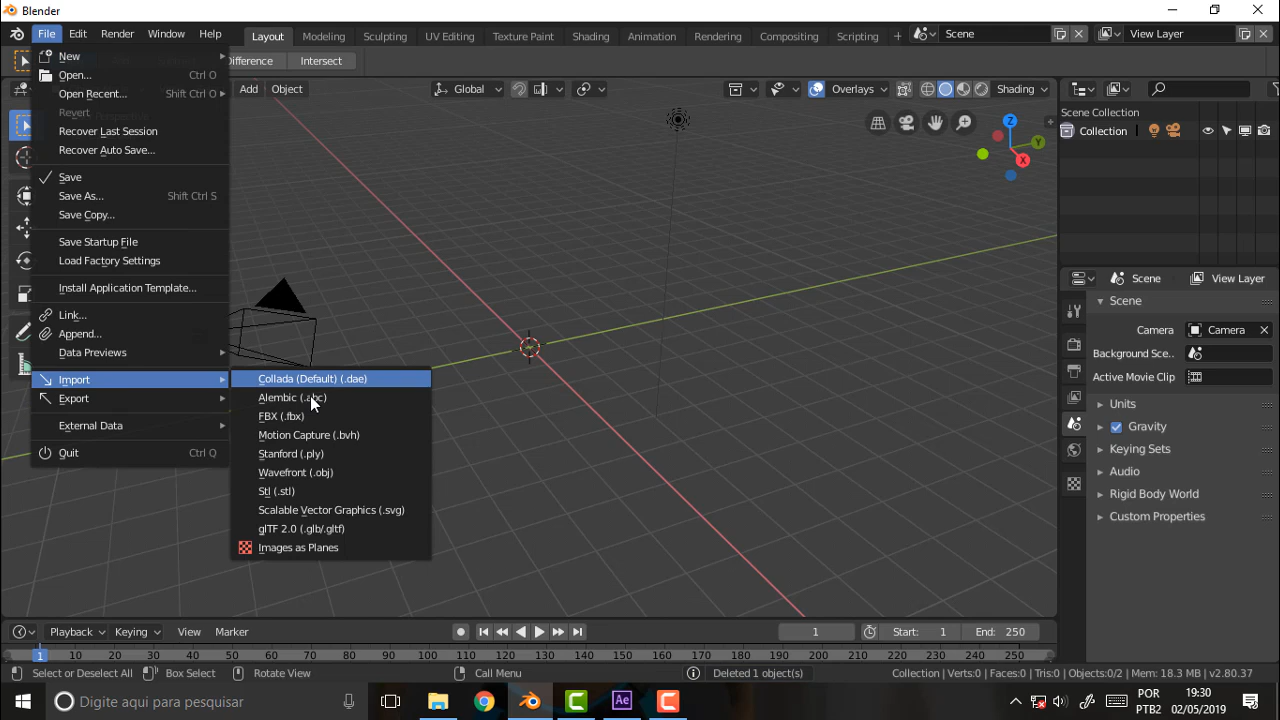 Blender
File Edit Render Window Help Layout Modeling Sculpting UV Editing Texture Paint Shading Animation Rendering Compositing Scripting + Scene View Layer
New
Difference Intersect
Open... Ctrl O
Add Object Global Overlays Shading
Open Recent... Shift Ctrl O
Revert
Scene Collection
Recover Last Session
Collection
Recover Auto Save...
Z
Y
X
Save
Save As... Shift Ctrl S
Save Copy...
Save Startup File
Load Factory Settings
Install Application Template...
Scene View Layer
Scene
Link...
Append...
Camera Camera
Data Previews
Background Sce...
Active Movie Clip
Import
Export
External Data
Quit Ctrl Q
Collada (Default) (.dae)
Alembic (.abc)
FBX (.fbx)
Motion Capture (.bvh)
Stanford (.ply)
Wavefront (.obj)
Stl (.stl)
Scalable Vector Graphics (.svg)
glTF 2.0 (.glb/.gltf)
Images as Planes
Units
Gravity
Keying Sets
Audio
Rigid Body World
Custom Properties
Playback Keying View Marker 1 Start: 1 End: 250
1 10 20 30 40 50 60 70 80 90 100 110 120 130 140 150 160 170 180 190 200 210 220 230 240 250
Select or Deselect All Box Select Rotate View Call Menu Deleted 1 object(s) Collection | Verts:0 | Faces:0 | Tris:0 | Objects:0/2 | Mem: 18.3 MB | v2.80.37
Digite aqui para pesquisar Ae POR 19:30
PTB2 02/05/2019